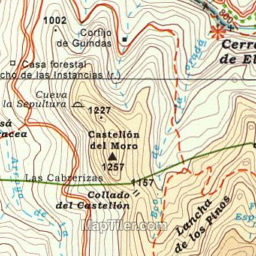 1002
Cortijo
de Guindas
Cerr
de El
Casa forestal
cho de las Instancias (r.)
Cueva
la Sepultura
1227
Castellón
del Moro
1257
Las Cabrerizas
1157
Collado
del Castellón
Lancha
de los Pinos
MapTiler.com